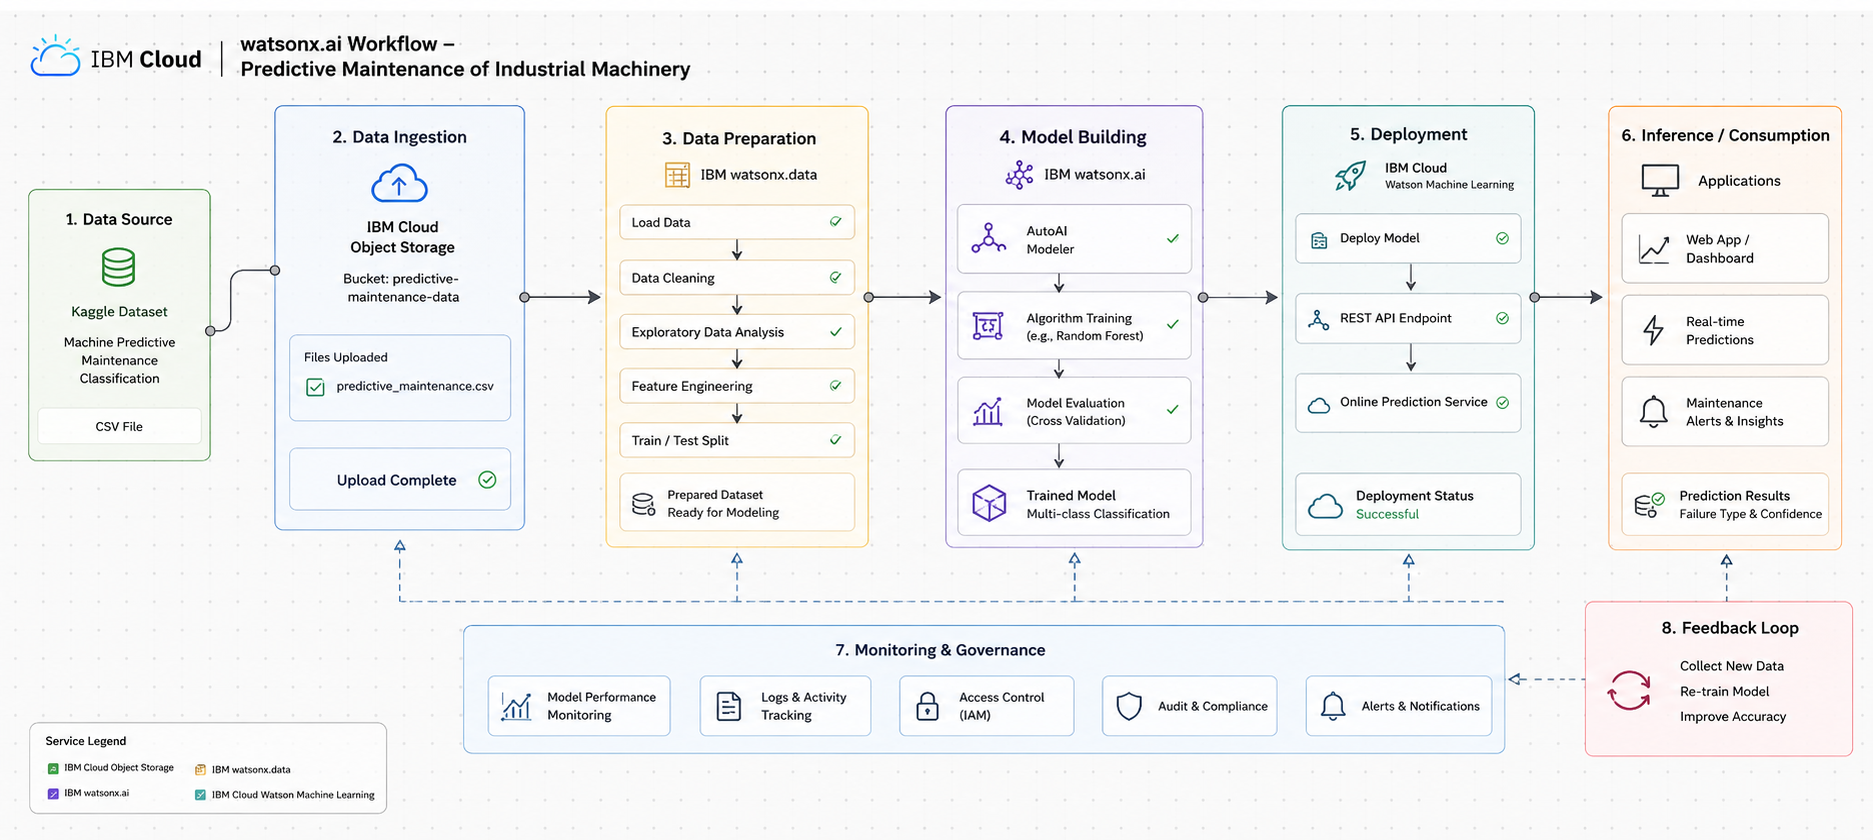 IBM Cloud
watsonx.ai Workflow –
Predictive Maintenance of Industrial Machinery
1. Data Source
Kaggle Dataset
Machine Predictive
Maintenance
Classification
CSV File
2. Data Ingestion
IBM Cloud
Object Storage
Bucket: predictive-
maintenance-data
Files Uploaded
predictive_maintenance.csv
Upload Complete
3. Data Preparation
IBM watsonx.data
Load Data
Data Cleaning
Exploratory Data Analysis
Feature Engineering
Train / Test Split
Prepared Dataset
Ready for Modeling
4. Model Building
IBM watsonx.ai
AutoAI
Modeler
Algorithm Training
(e.g., Random Forest)
Model Evaluation
(Cross Validation)
Trained Model
Multi-class Classification
5. Deployment
IBM Cloud
Watson Machine Learning
Deploy Model
REST API Endpoint
Online Prediction Service
Deployment Status
Successful
6. Inference / Consumption
Applications
Web App /
Dashboard
Real-time
Predictions
Maintenance
Alerts & Insights
Prediction Results
Failure Type & Confidence
7. Monitoring & Governance
Model Performance
Monitoring
Logs & Activity
Tracking
Access Control
(IAM)
Audit & Compliance
Alerts & Notifications
8. Feedback Loop
Collect New Data
Re-train Model
Improve Accuracy
Service Legend
IBM Cloud Object Storage
IBM watsonx.data
IBM watsonx.ai
IBM Cloud Watson Machine Learning